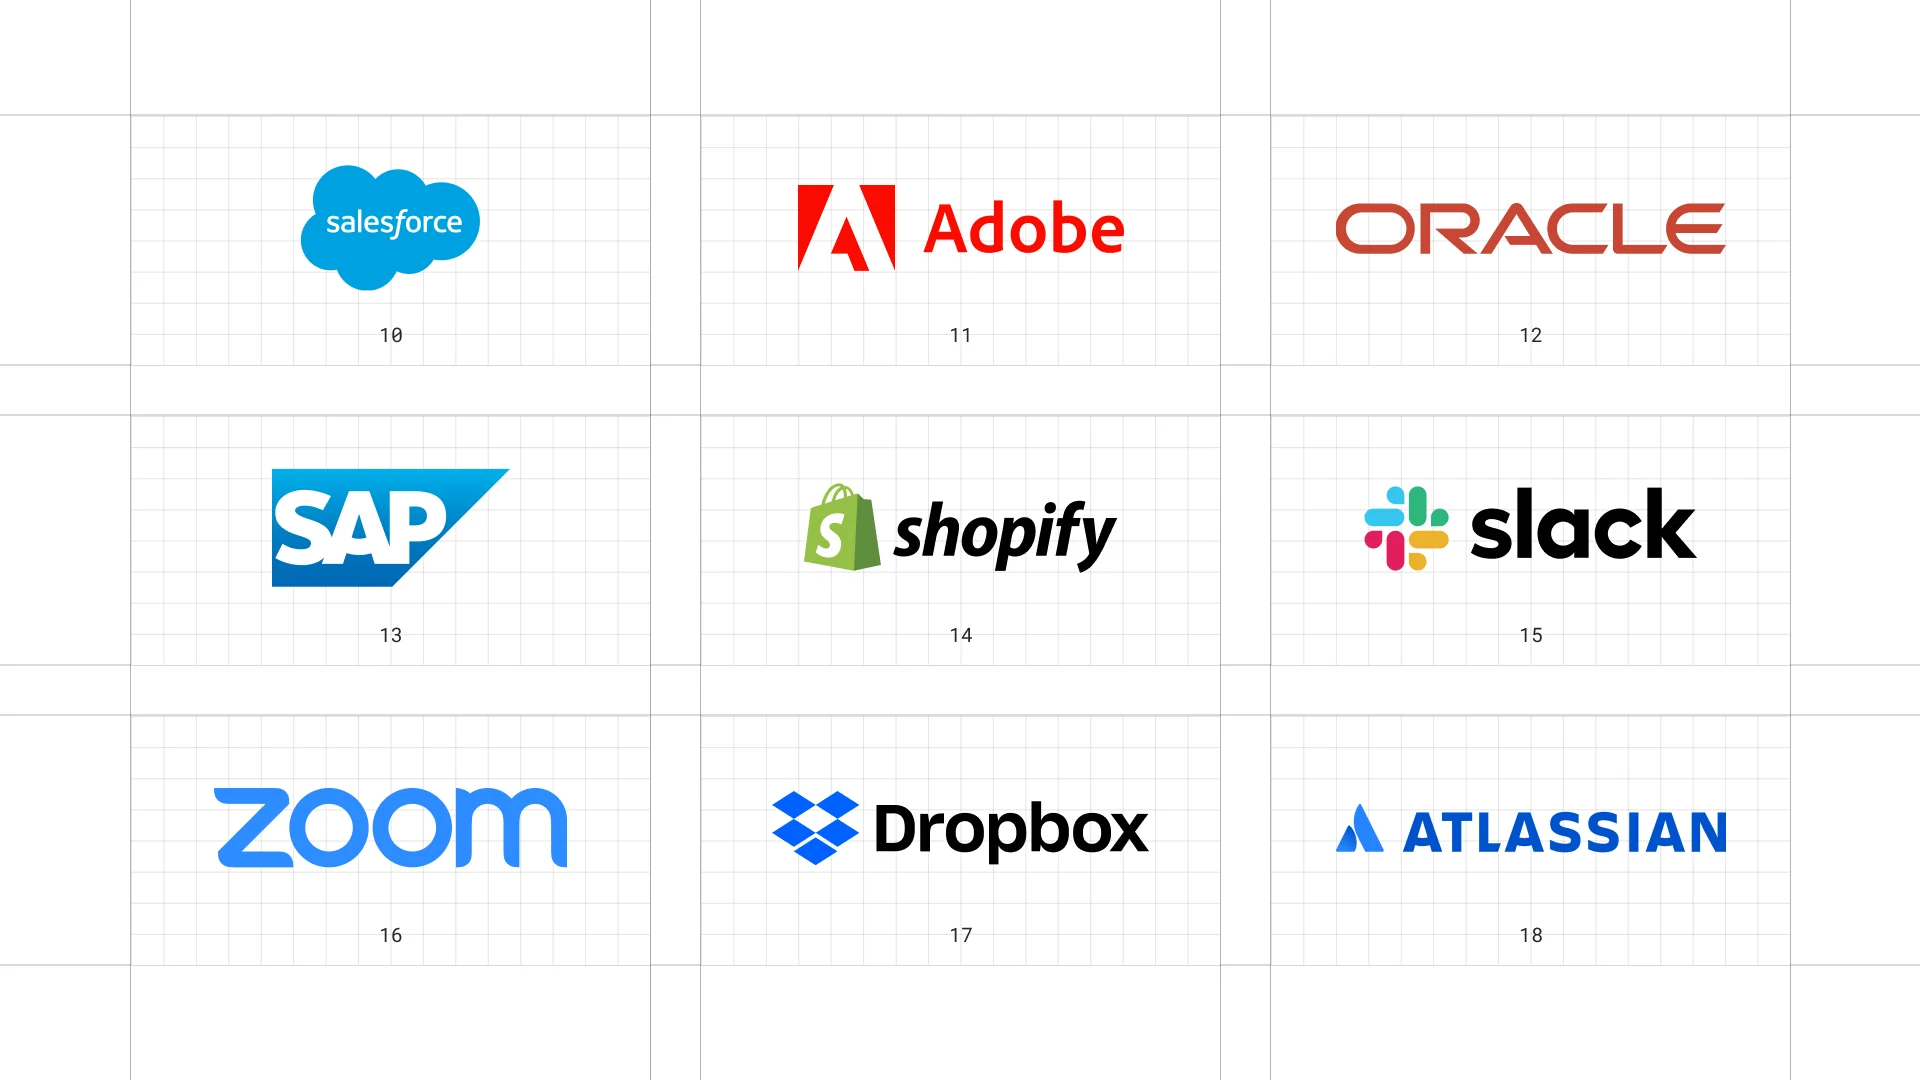 salesforce
10
Adobe
11
ORACLE
12
SAP
13
S shopify
14
slack
15
zoom
16
Dropbox
17
ATLASSIAN
18